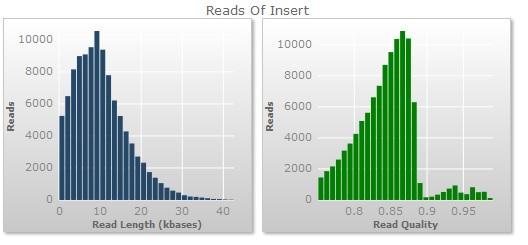 Reads Of Insert
Reads
10000
8000
6000
4000
2000
0
0 10 20 30 40
Read Length (kbases)
Reads
10000
8000
6000
4000
2000
0
0.8 0.85 0.9 0.95
Read Quality